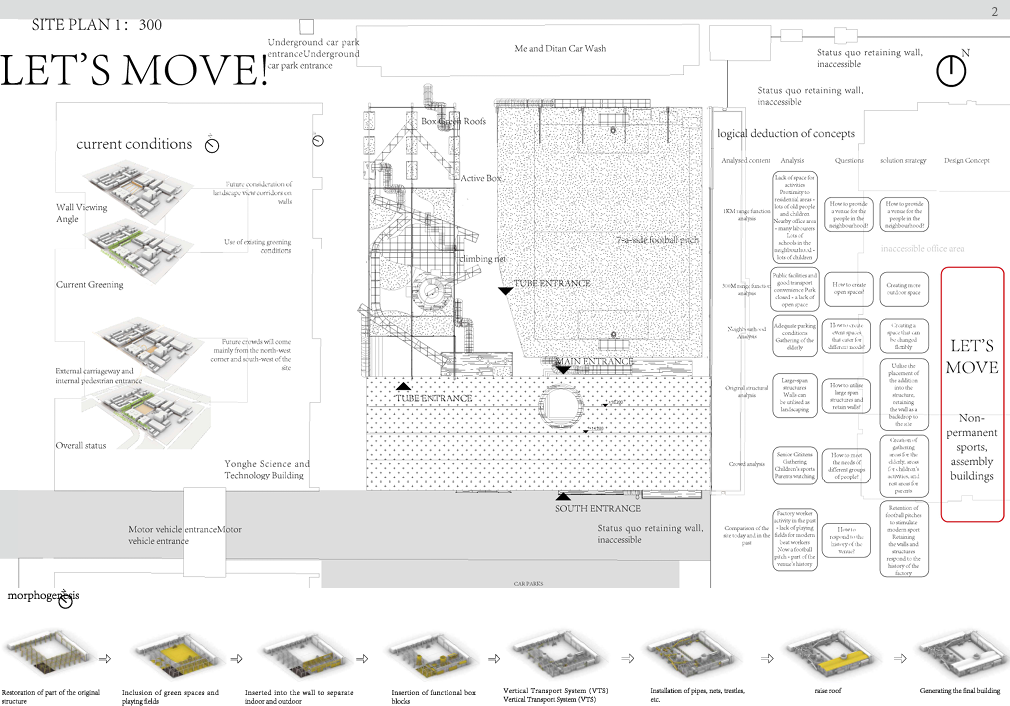 2
SITE PLAN 1： 300
LET'S MOVE!
Underground car park
entranceUnderground
car park entrance
Me and Ditan Car Wash
Status quo retaining wall,
inaccessible
N
Status quo retaining wall,
inaccessible
current conditions
Wall Viewing
Angle
Future consideration of
landscape view corridors on
walls
Use of existing greening
conditions
Current Greening
Future crowds will come
mainly from the north-west
corner and south-west of the
site
External carriageway and
internal pedestrian entrance
Overall status
Yonghe Science and
Technology Building
Motor vehicle entranceMotor
vehicle entrance
Box Green Roofs
Active Box
climbing net
7-a-side football pitch
TUBE ENTRANCE
MAIN ENTRANCE
TUBE ENTRANCE
SOUTH ENTRANCE
Status quo retaining wall,
inaccessible
CAR PARKS
logical deduction of concepts
Analysed content
Analysis
Questions
solution strategy
Design Concept
1KM range function
analysis
Lack of space for
activities
Proximity to
residential areas -
lots of old people
and children
Nearby office area
- many labourers
Lots of
schools in the
neighbourhood -
lots of children
How to provide
a venue for the
people in the
neighbourhood?
How to provide
a venue for the
people in the
neighbourhood?
inaccessible office area
500M range function
analysis
Public facilities and
good transport
convenience Park
closed - a lack of
open space
How to create
open spaces?
Creating more
outdoor space
Neighbourhood
Analysis
Adequate parking
conditions
Gathering of the
elderly
How to create
event spaces
that cater for
different needs?
Creating a
space that can
be changed
flexibly
Original structural
analysis
Large-span
structures
Walls can
be utilised as
landscaping
How to utilise
large span
structures and
retain walls?
Utilise the
placement of
the addition
into the
structure,
retaining
the wall as a
backdrop to
the site
Crowd analysis
Senior Citizens
Gathering
Children's sports
Parents watching
How to meet
the needs of
different groups
of people?
Creation of
gathering
areas for the
elderly, areas
for children's
activities, and
rest areas for
parents
Comparison of the
site today and in the
past
Factory worker
activity in the past
- lack of playing
fields for modern
beat workers
Now a football
pitch - part of the
venue's history
How to
respond to the
history of the
venue?
Retention of
football pitches
to stimulate
modern sport
Retaining
the walls and
structures
respond to the
history of the
factory
LET'S
MOVE
Non-
permanent
sports,
assembly
buildings
morphogenesis
Restoration of part of the original
structure
Inclusion of green spaces and
playing fields
Inserted into the wall to separate
indoor and outdoor
Insertion of functional box
blocks
Vertical Transport System (VTS)
Vertical Transport System (VTS)
Installation of pipes, nets, trestles,
etc.
raise roof
Generating the final building